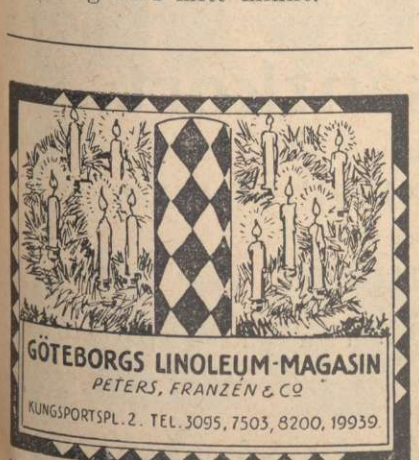 GÖTEBORGS LINOLEUM-MAGASIN
PETERS, FRANZÉN & Cº
KUNGSPORTSPL. 2. TEL. 3095, 7503, 8200, 19939.